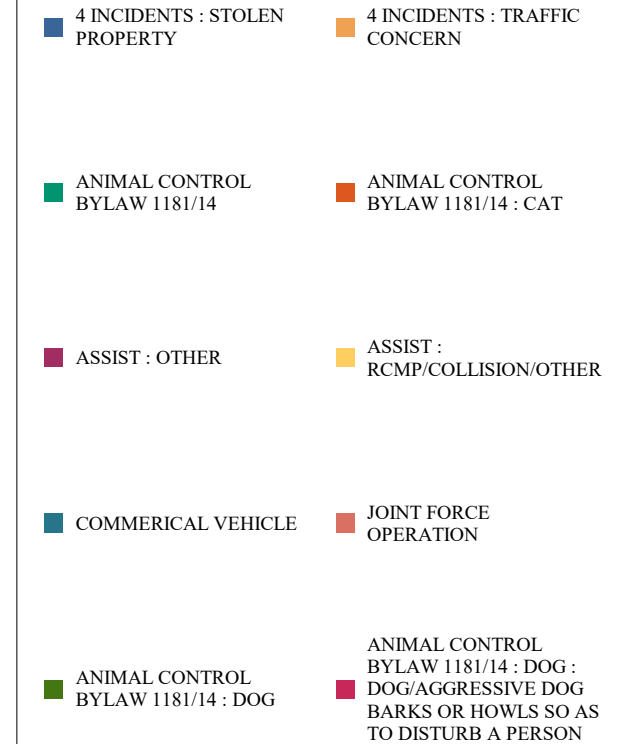 4 INCIDENTS : STOLEN
PROPERTY
4 INCIDENTS : TRAFFIC
CONCERN
ANIMAL CONTROL
BYLAW 1181/14
ANIMAL CONTROL
BYLAW 1181/14 : CAT
ASSIST : OTHER
ASSIST :
RCMP/COLLISION/OTHER
COMMERICAL VEHICLE
JOINT FORCE
OPERATION
ANIMAL CONTROL
BYLAW 1181/14 : DOG
ANIMAL CONTROL
BYLAW 1181/14 : DOG :
DOG/AGGRESSIVE DOG
BARKS OR HOWLS SO AS
TO DISTURB A PERSON